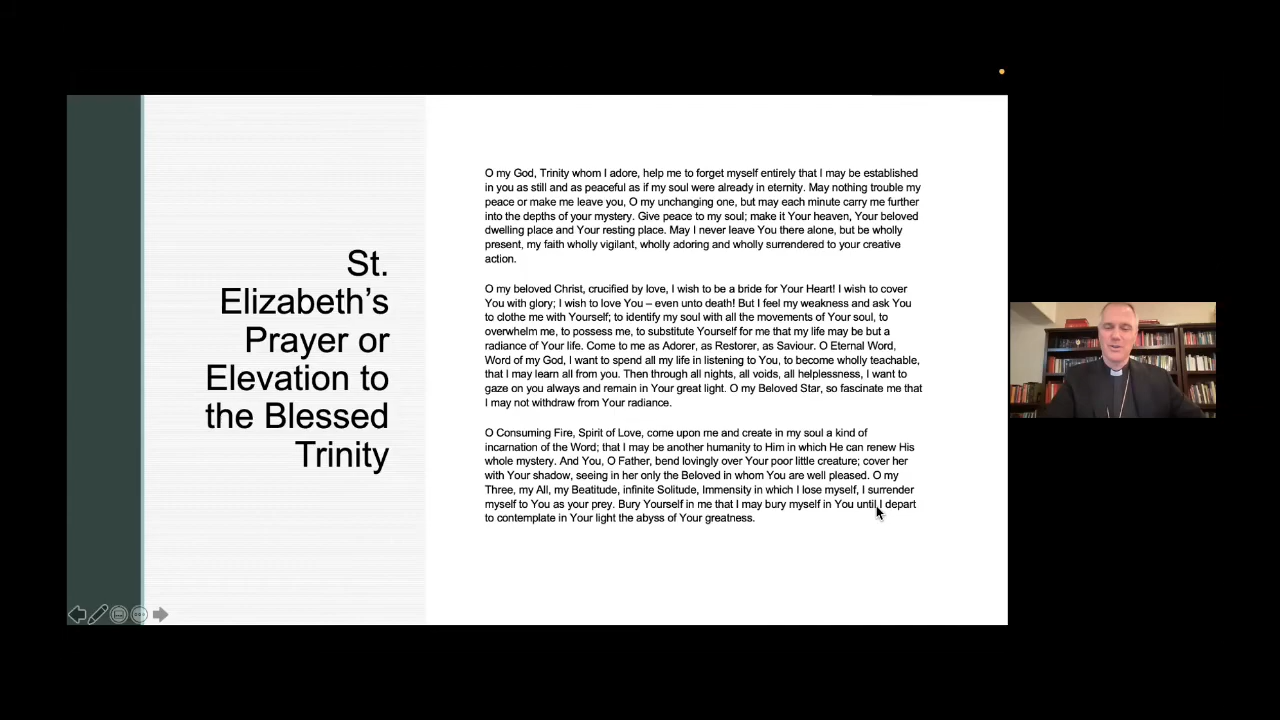 St.
Elizabeth's
Prayer or
Elevation to
the Blessed
Trinity
O my God, Trinity whom I adore, help me to forget myself entirely that I may be established
in you as still and as peaceful as if my soul were already in eternity. May nothing trouble my
peace or make me leave you, O my unchanging one, but may each minute carry me further
into the depths of your mystery. Give peace to my soul; make it Your heaven, Your beloved
dwelling place and Your resting place. May I never leave You there alone, but be wholly
present, my faith wholly vigilant, wholly adoring and wholly surrendered to your creative
action.
O my beloved Christ, crucified by love, I wish to be a bride for Your Heart! I wish to cover
You with glory; I wish to love You – even unto death! But I feel my weakness and ask You
to clothe me with Yourself; to identify my soul with all the movements of Your soul, to
overwhelm me, to possess me, to substitute Yourself for me that my life may be but a
radiance of Your life. Come to me as Adorer, as Restorer, as Saviour. O Eternal Word,
Word of my God, I want to spend all my life in listening to You, to become wholly teachable,
that I may learn all from you. Then through all nights, all voids, all helplessness, I want to
gaze on you always and remain in Your great light. O my Beloved Star, so fascinate me that
I may not withdraw from Your radiance.
O Consuming Fire, Spirit of Love, come upon me and create in my soul a kind of
incarnation of the Word; that I may be another humanity to Him in which He can renew His
whole mystery. And You, O Father, bend lovingly over Your poor little creature; cover her
with Your shadow, seeing in her only the Beloved in whom You are well pleased. O my
Three, my All, my Beatitude, infinite Solitude, Immensity in which I lose myself, I surrender
myself to You as your prey. Bury Yourself in me that I may bury myself in You until I depart
to contemplate in Your light the abyss of Your greatness.